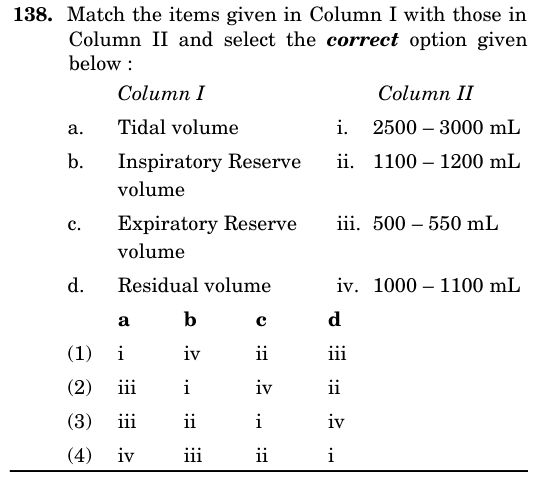 138. Match the items given in Column I with those in
Column II and select the correct option given
below :
Column I Column II
a. Tidal volume i. 2500 – 3000 mL
b. Inspiratory Reserve ii. 1100 – 1200 mL
volume
c. Expiratory Reserve iii. 500 – 550 mL
volume
d. Residual volume iv. 1000 – 1100 mL
a b c d
(1) i iv ii iii
(2) iii i iv ii
(3) iii ii i iv
(4) iv iii ii i